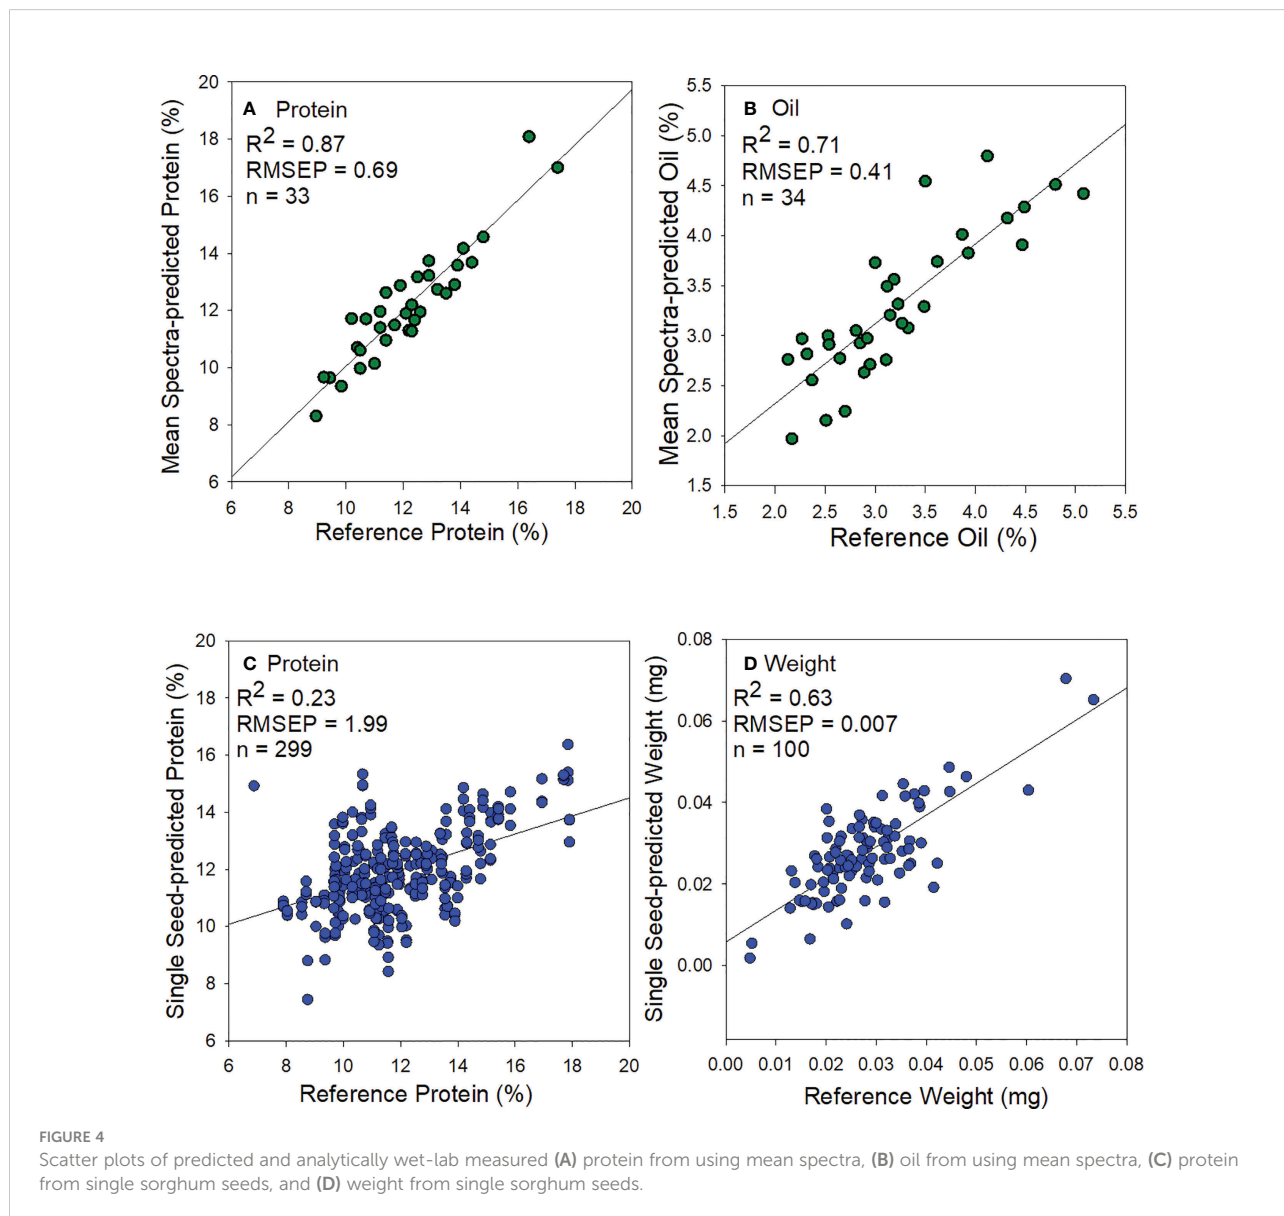 A Protein
R2 = 0.87
RMSEP = 0.69
n = 33
Mean Spectra-predicted Protein (%)
20
18
16
14
12
10
8
6
6 8 10 12 14 16 18 20
Reference Protein (%)
B Oil
R2 = 0.71
RMSEP = 0.41
n = 34
Mean Spectra-predicted Oil (%)
5.5
5.0
4.5
4.0
3.5
3.0
2.5
2.0
1.5
1.5 2.0 2.5 3.0 3.5 4.0 4.5 5.0 5.5
Reference Oil (%)
C Protein
R2 = 0.23
RMSEP = 1.99
n = 299
Single Seed-predicted Protein (%)
20
18
16
14
12
10
8
6
6 8 10 12 14 16 18 20
Reference Protein (%)
D Weight
R2 = 0.63
RMSEP = 0.007
n = 100
Single Seed-predicted Weight (mg)
0.08
0.06
0.04
0.02
0.00
0.00 0.01 0.02 0.03 0.04 0.05 0.06 0.07 0.08
Reference Weight (mg)
FIGURE 4
Scatter plots of predicted and analytically wet-lab measured (A) protein from using mean spectra, (B) oil from using mean spectra, (C) protein
from single sorghum seeds, and (D) weight from single sorghum seeds.